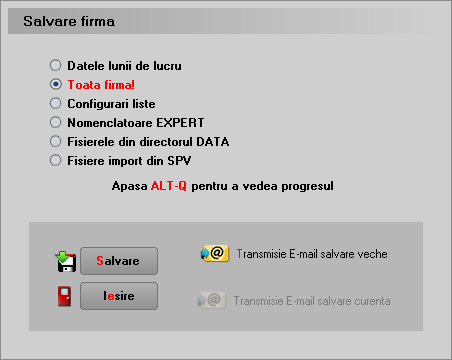 Salvare firma
Datele lunii de lucru
Toata firma!
Configurari liste
Nomenclatoare EXPERT
Fisierele din directorul DATA
Fisiere import din SPV
Apasa ALT-Q pentru a vedea progresul
Salvare
Transmisie E-mail salvare veche
Iesire
Transmisie E-mail salvare curenta